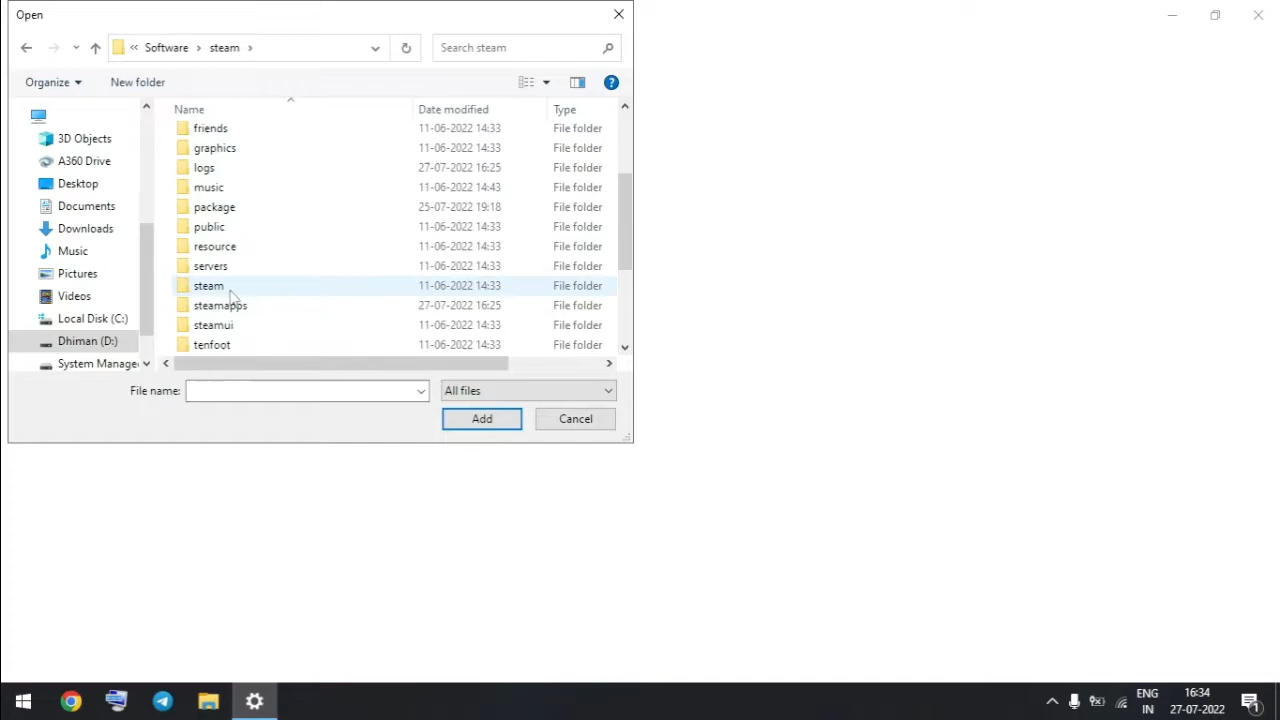 Open
Software steam
Search steam
Organize New folder
Name Date modified Type
friends 11-06-2022 14:33 File folder
graphics 11-06-2022 14:33 File folder
logs 27-07-2022 16:25 File folder
music 11-06-2022 14:43 File folder
package 25-07-2022 19:18 File folder
public 11-06-2022 14:33 File folder
resource 11-06-2022 14:33 File folder
servers 11-06-2022 14:33 File folder
steam 11-06-2022 14:33 File folder
steamapps 27-07-2022 16:25 File folder
steamui 11-06-2022 14:33 File folder
tenfoot 11-06-2022 14:33 File folder
3D Objects
A360 Drive
Desktop
Documents
Downloads
Music
Pictures
Videos
Local Disk (C:)
Dhiman (D:)
System Manage
File name: All files
Add Cancel
ENG 16:34
IN 27-07-2022
1